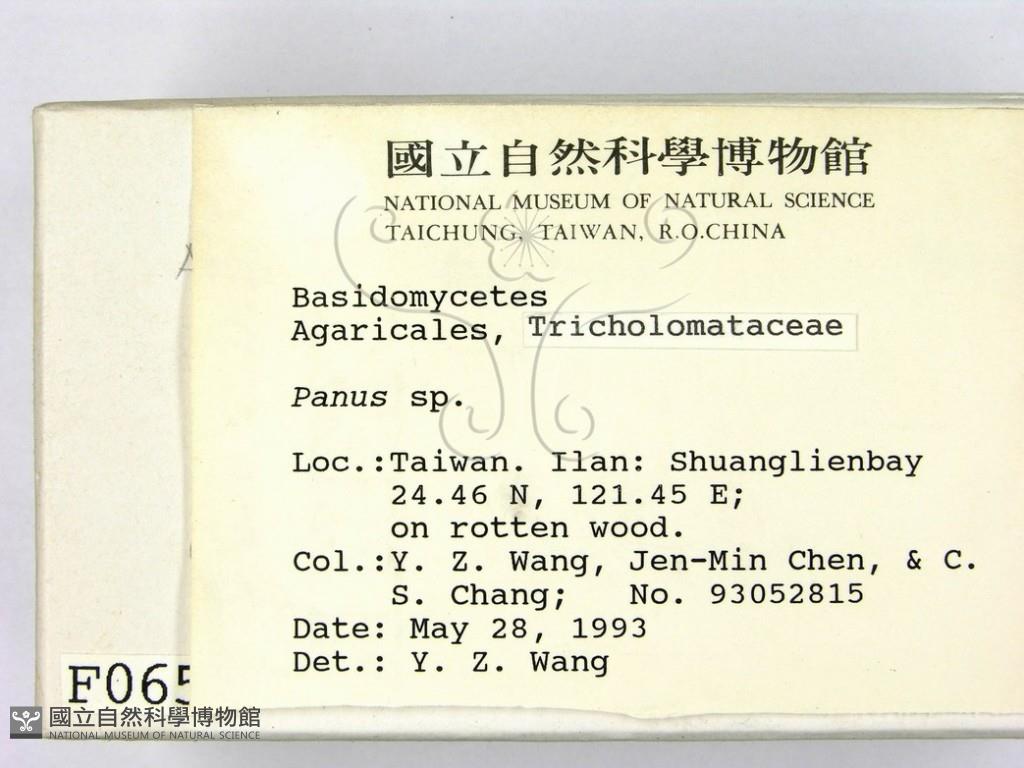 國立自然科學博物館
NATIONAL MUSEUM OF NATURAL SCIENCE
TAICHUNG, TAIWAN, R.O.CHINA
Basidomycetes
Agaricales, Tricholomataceae
Panus sp.
Loc.:Taiwan. Ilan: Shuanglienbay
24.46 N, 121.45 E;
on rotten wood.
Col.:Y. Z. Wang, Jen-Min Chen, & C.
S. Chang; No. 93052815
Date: May 28, 1993
Det.: Y. Z. Wang
F065
國立自然科學博物館
NATIONAL MUSEUM OF NATURAL SCIENCE